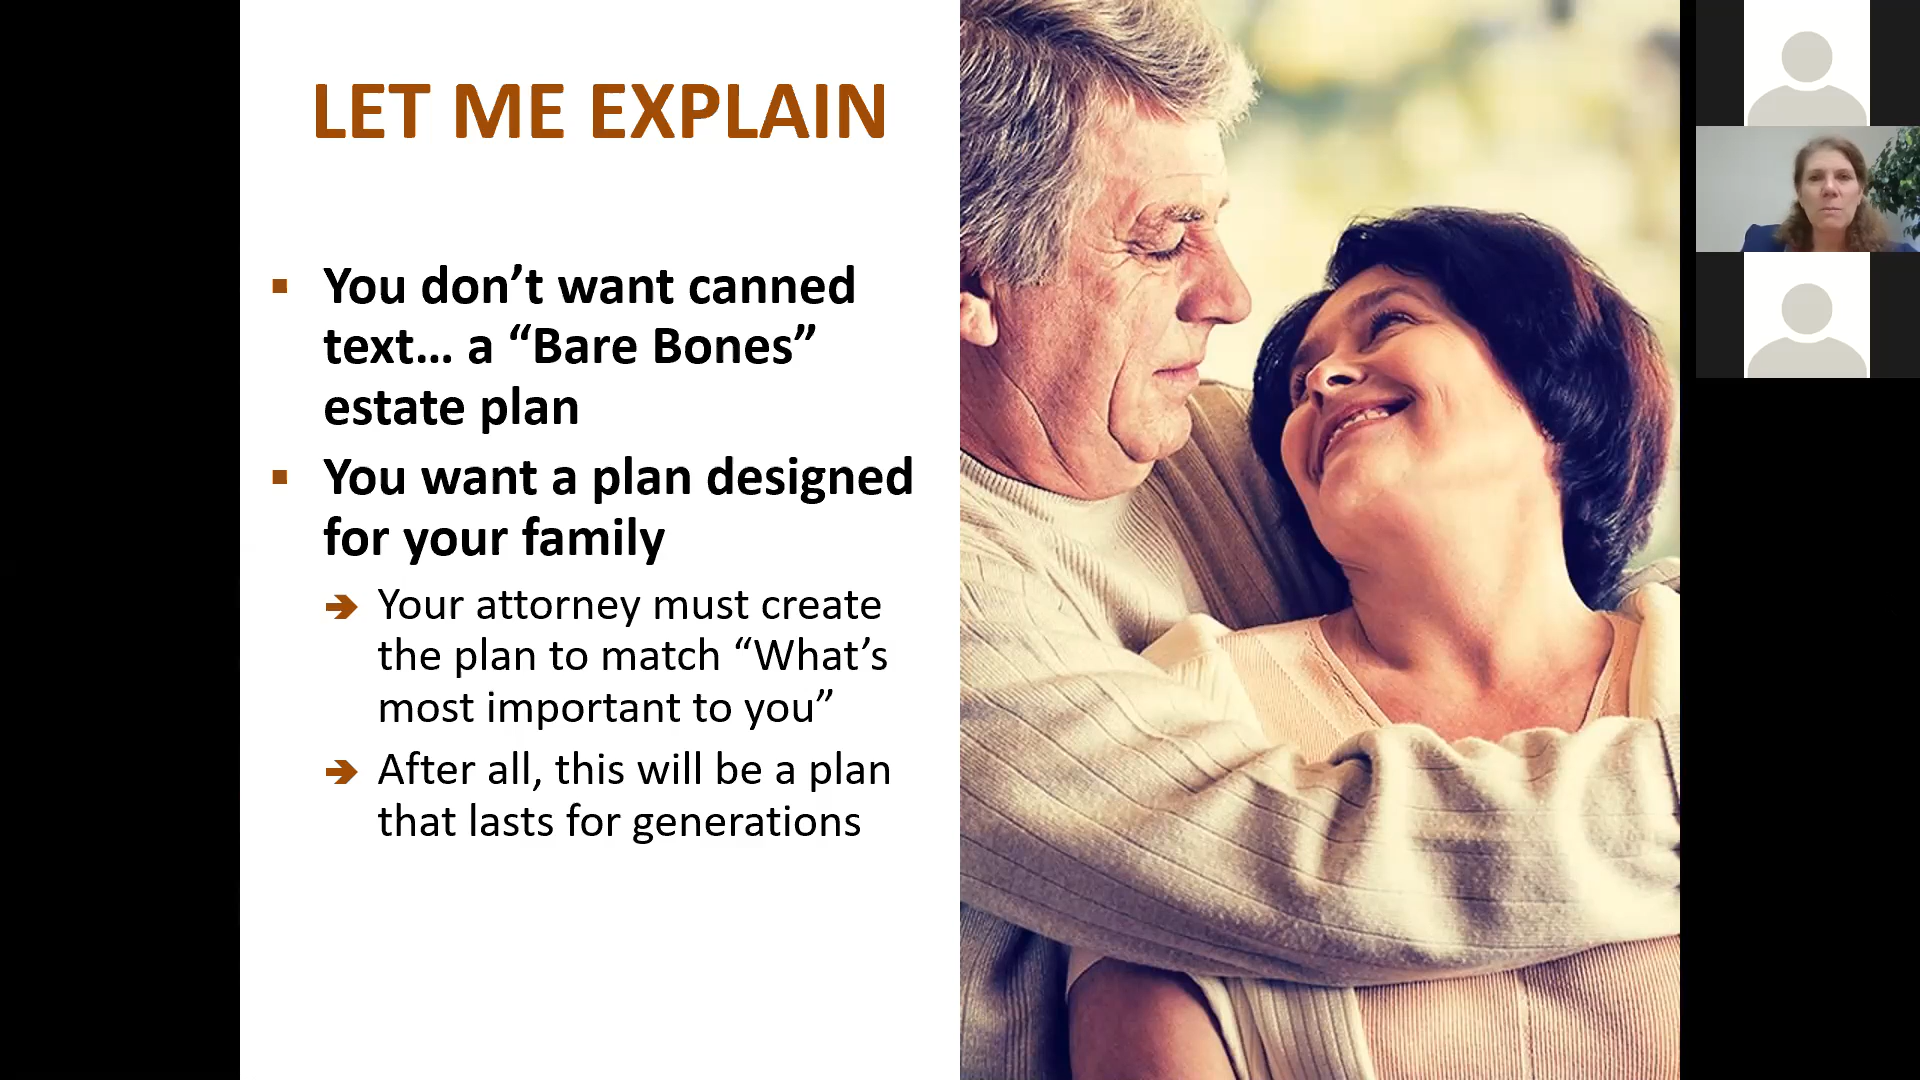 LET ME EXPLAIN
▪ You don’t want canned
text… a “Bare Bones”
estate plan
▪ You want a plan designed
for your family
➔ Your attorney must create
the plan to match “What’s
most important to you”
➔ After all, this will be a plan
that lasts for generations